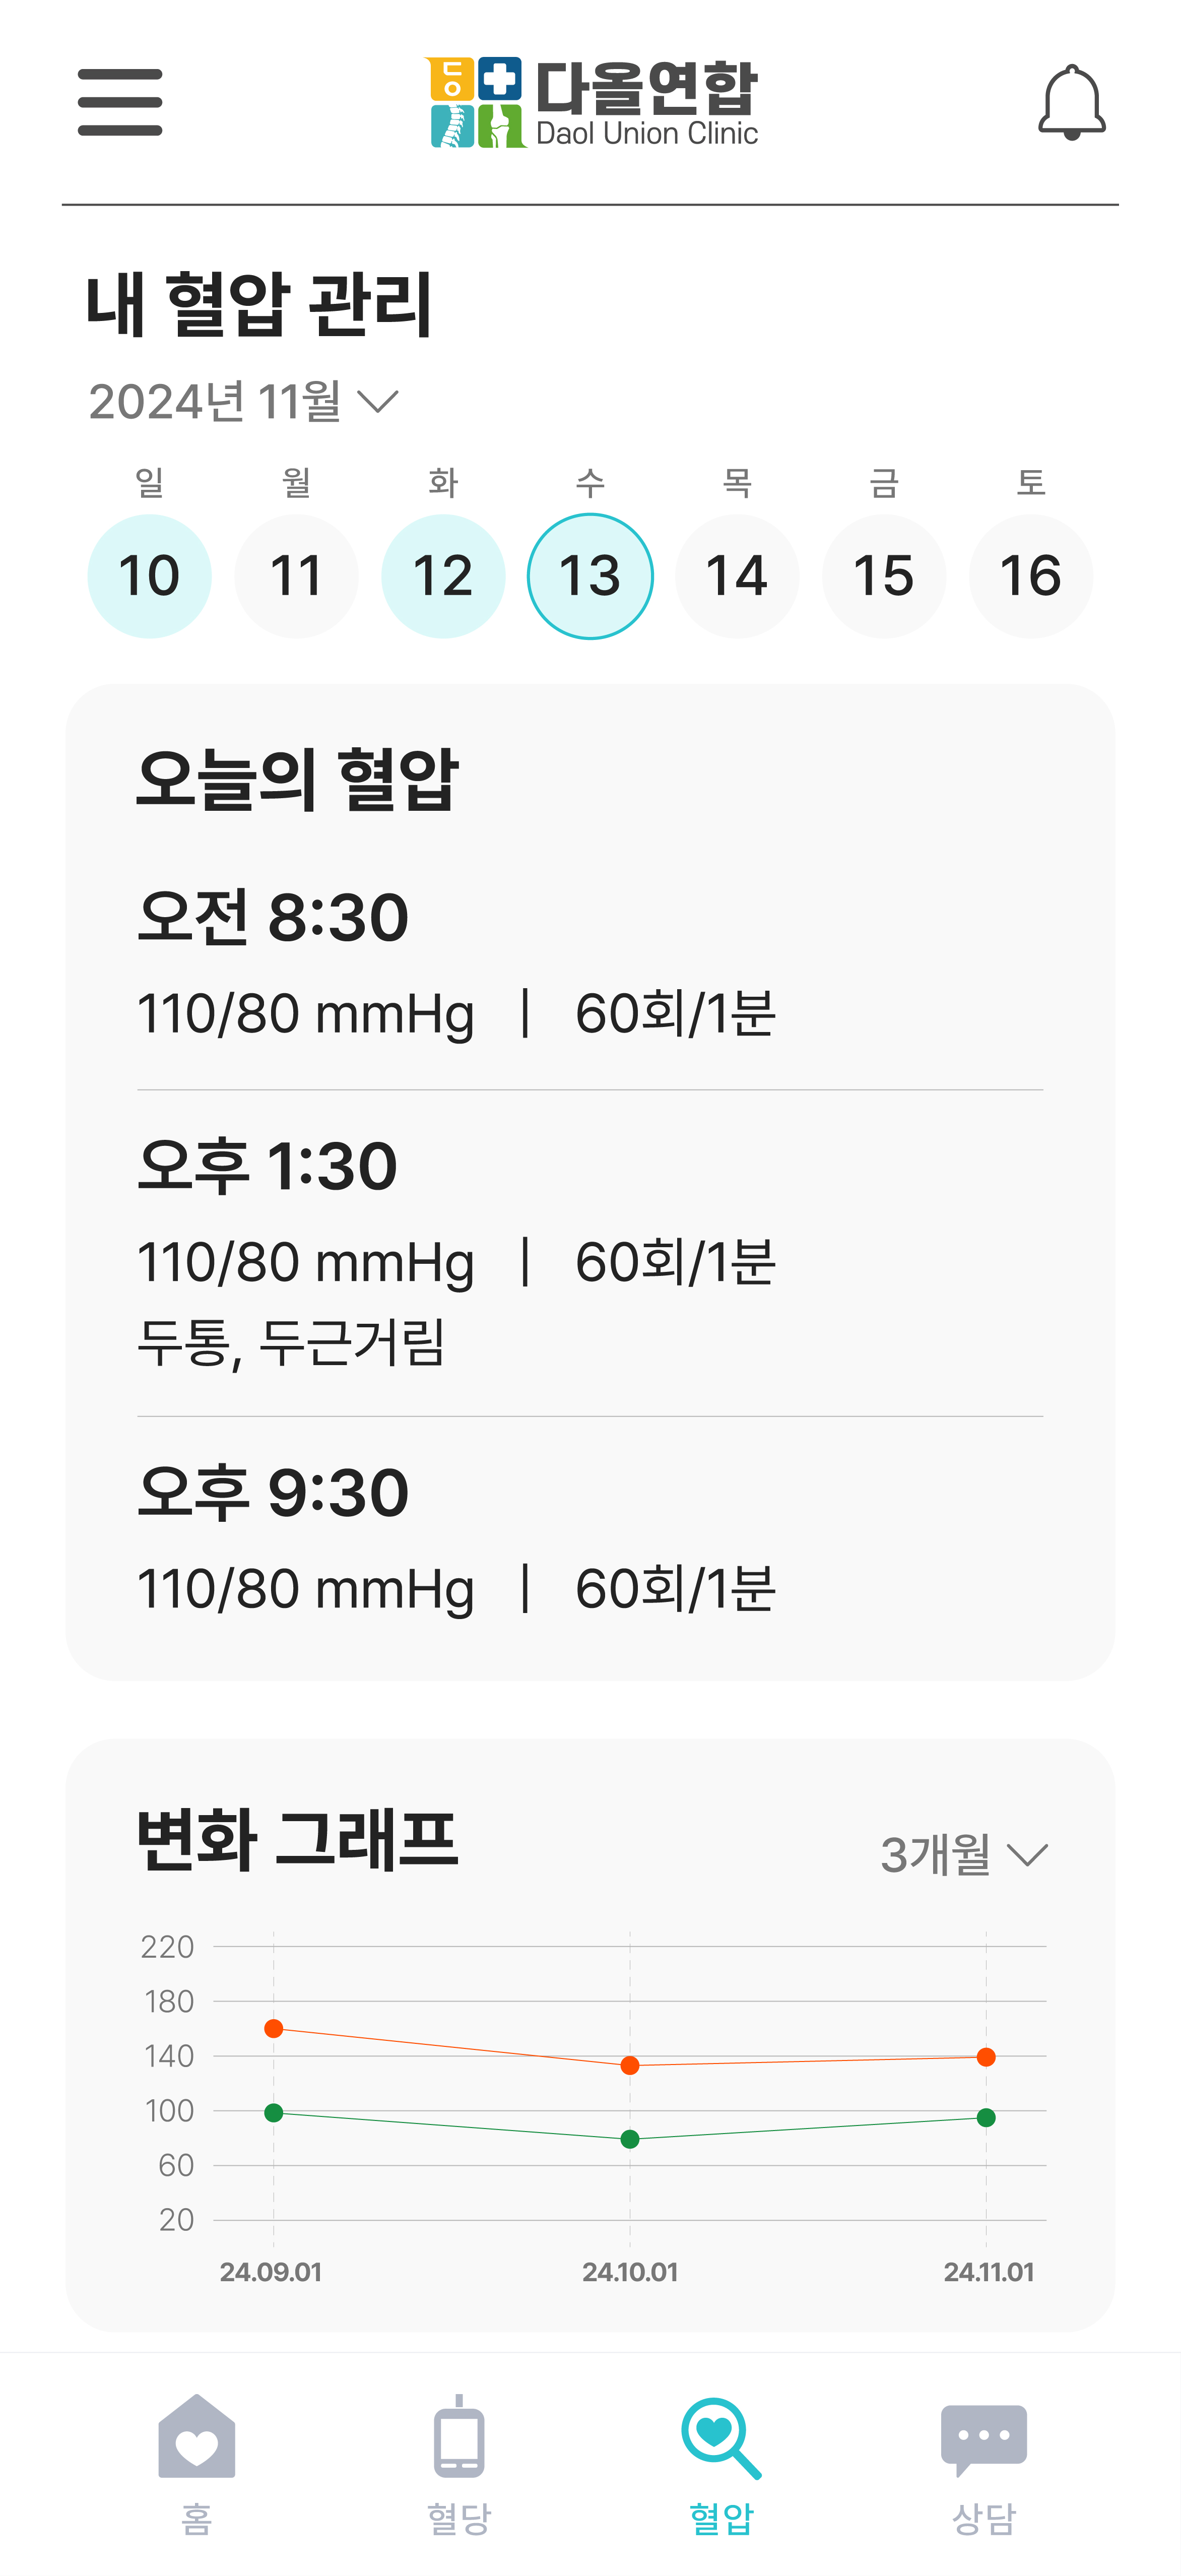 다올연합
Daol Union Clinic
내 혈압 관리
2024년 11월
일 월 화 수 목 금 토
10 11 12 13 14 15 16
오늘의 혈압
오전 8:30
110/80 mmHg | 60회/1분
오후 1:30
110/80 mmHg | 60회/1분
두통, 두근거림
오후 9:30
110/80 mmHg | 60회/1분
변화 그래프
3개월
220
180
140
100
60
20
24.09.01 24.10.01 24.11.01
홈 혈당 혈압 상담